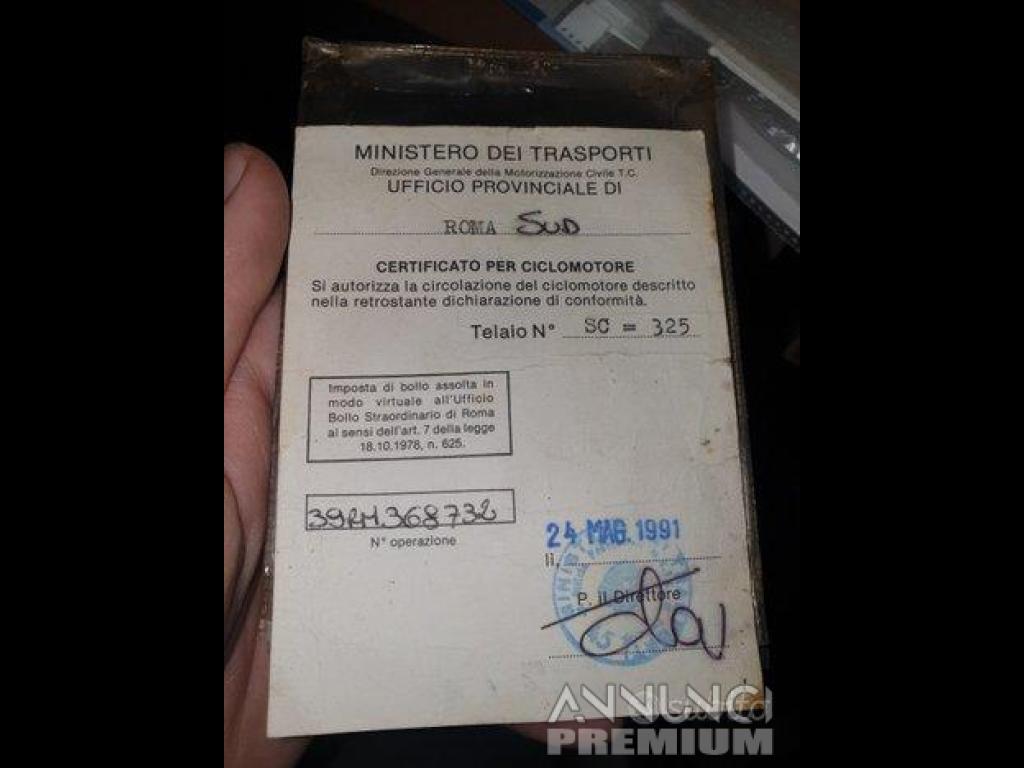 MINISTERO DEI TRASPORTI
Direzione Generale della Motorizzazione Civile T.C.
UFFICIO PROVINCIALE DI
ROMA SUD
CERTIFICATO PER CICLOMOTORE
Si autorizza la circolazione del ciclomotore descritto
nella retrostante dichiarazione di conformità.
Telaio N° SC = 325
Imposta di bollo assolta in
modo virtuale all'Ufficio
Bollo Straordinario di Roma
ai sensi dell'art. 7 della legge
18.10.1978, n. 625.
39RM368732
N° operazione
24 MAG. 1991
lì,
P. il Direttore
ANNUNCI
PREMIUM